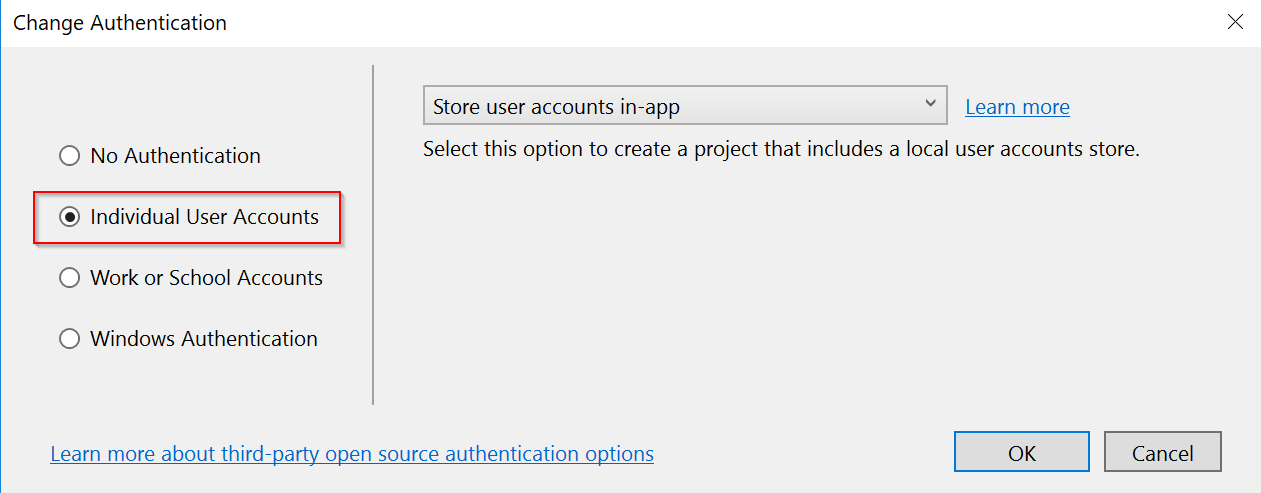 Change Authentication
No Authentication
Individual User Accounts
Work or School Accounts
Windows Authentication
Store user accounts in-app
Learn more
Select this option to create a project that includes a local user accounts store.
Learn more about third-party open source authentication options
OK
Cancel